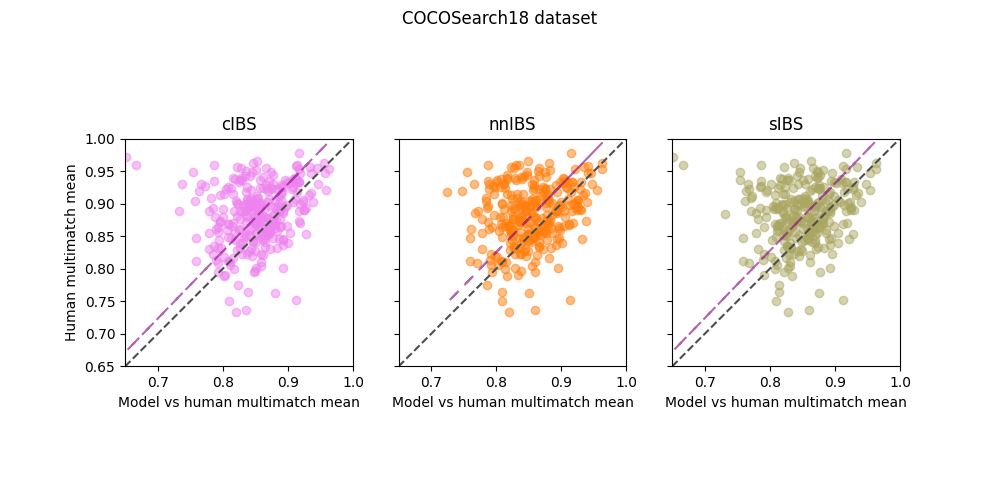 COCOSearch18 dataset
cIBS
nnIBS
sIBS
Human multimatch mean
1.00
0.95
0.90
0.85
0.80
0.75
0.70
0.65
0.7 0.8 0.9 1.0
0.7 0.8 0.9 1.0
0.7 0.8 0.9 1.0
Model vs human multimatch mean
Model vs human multimatch mean
Model vs human multimatch mean